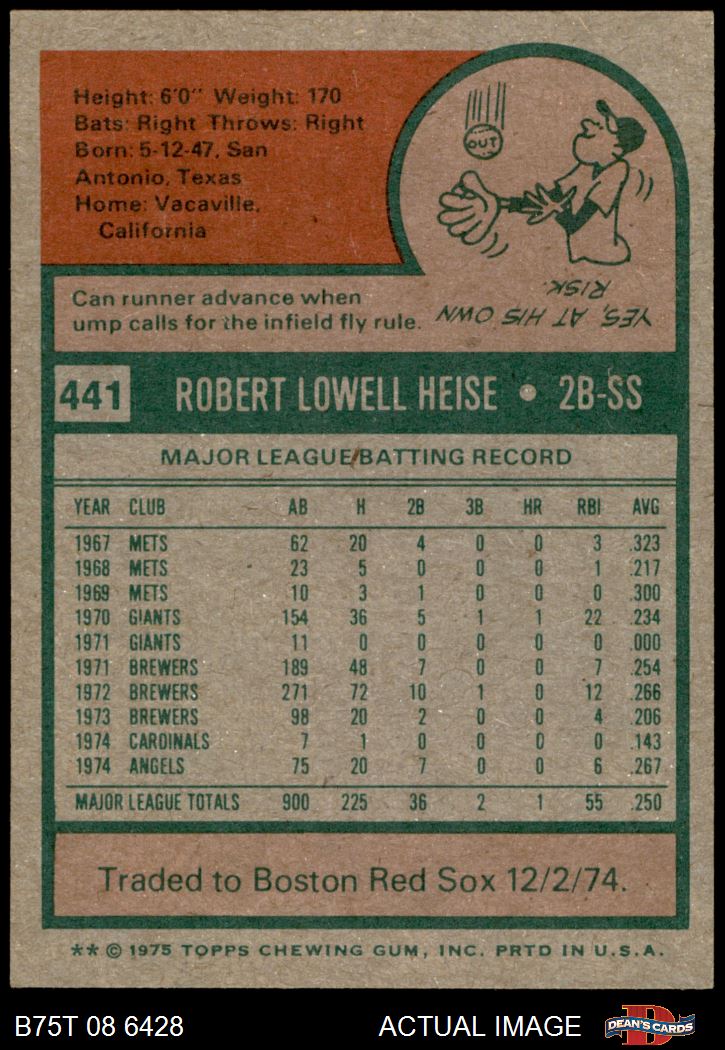 Height: 6'0" Weight: 170
Bats: Right Throws: Right
Born: 5-12-47, San
Antonio, Texas
Home: Vacaville,
California
OUT
Can runner advance when
ump calls for the infield fly rule.
YES, AT HIS OWN
RISK.
441 ROBERT LOWELL HEISE • 2B-SS
MAJOR LEAGUE BATTING RECORD
YEAR CLUB AB H 2B 3B HR RBI AVG
1967 METS 62 20 4 0 0 3 .323
1968 METS 23 5 0 0 0 1 .217
1969 METS 10 3 1 0 0 0 .300
1970 GIANTS 154 36 5 1 1 22 .234
1971 GIANTS 11 0 0 0 0 0 .000
1971 BREWERS 189 48 7 0 0 7 .254
1972 BREWERS 271 72 10 1 0 12 .266
1973 BREWERS 98 20 2 0 0 4 .206
1974 CARDINALS 7 1 0 0 0 0 .143
1974 ANGELS 75 20 7 0 0 6 .267
MAJOR LEAGUE TOTALS 900 225 36 2 1 55 .250
Traded to Boston Red Sox 12/2/74.
** © 1975 TOPPS CHEWING GUM, INC. PRTD IN U.S.A.
B75T 08 6428 ACTUAL IMAGE D DEAN'S CARDS